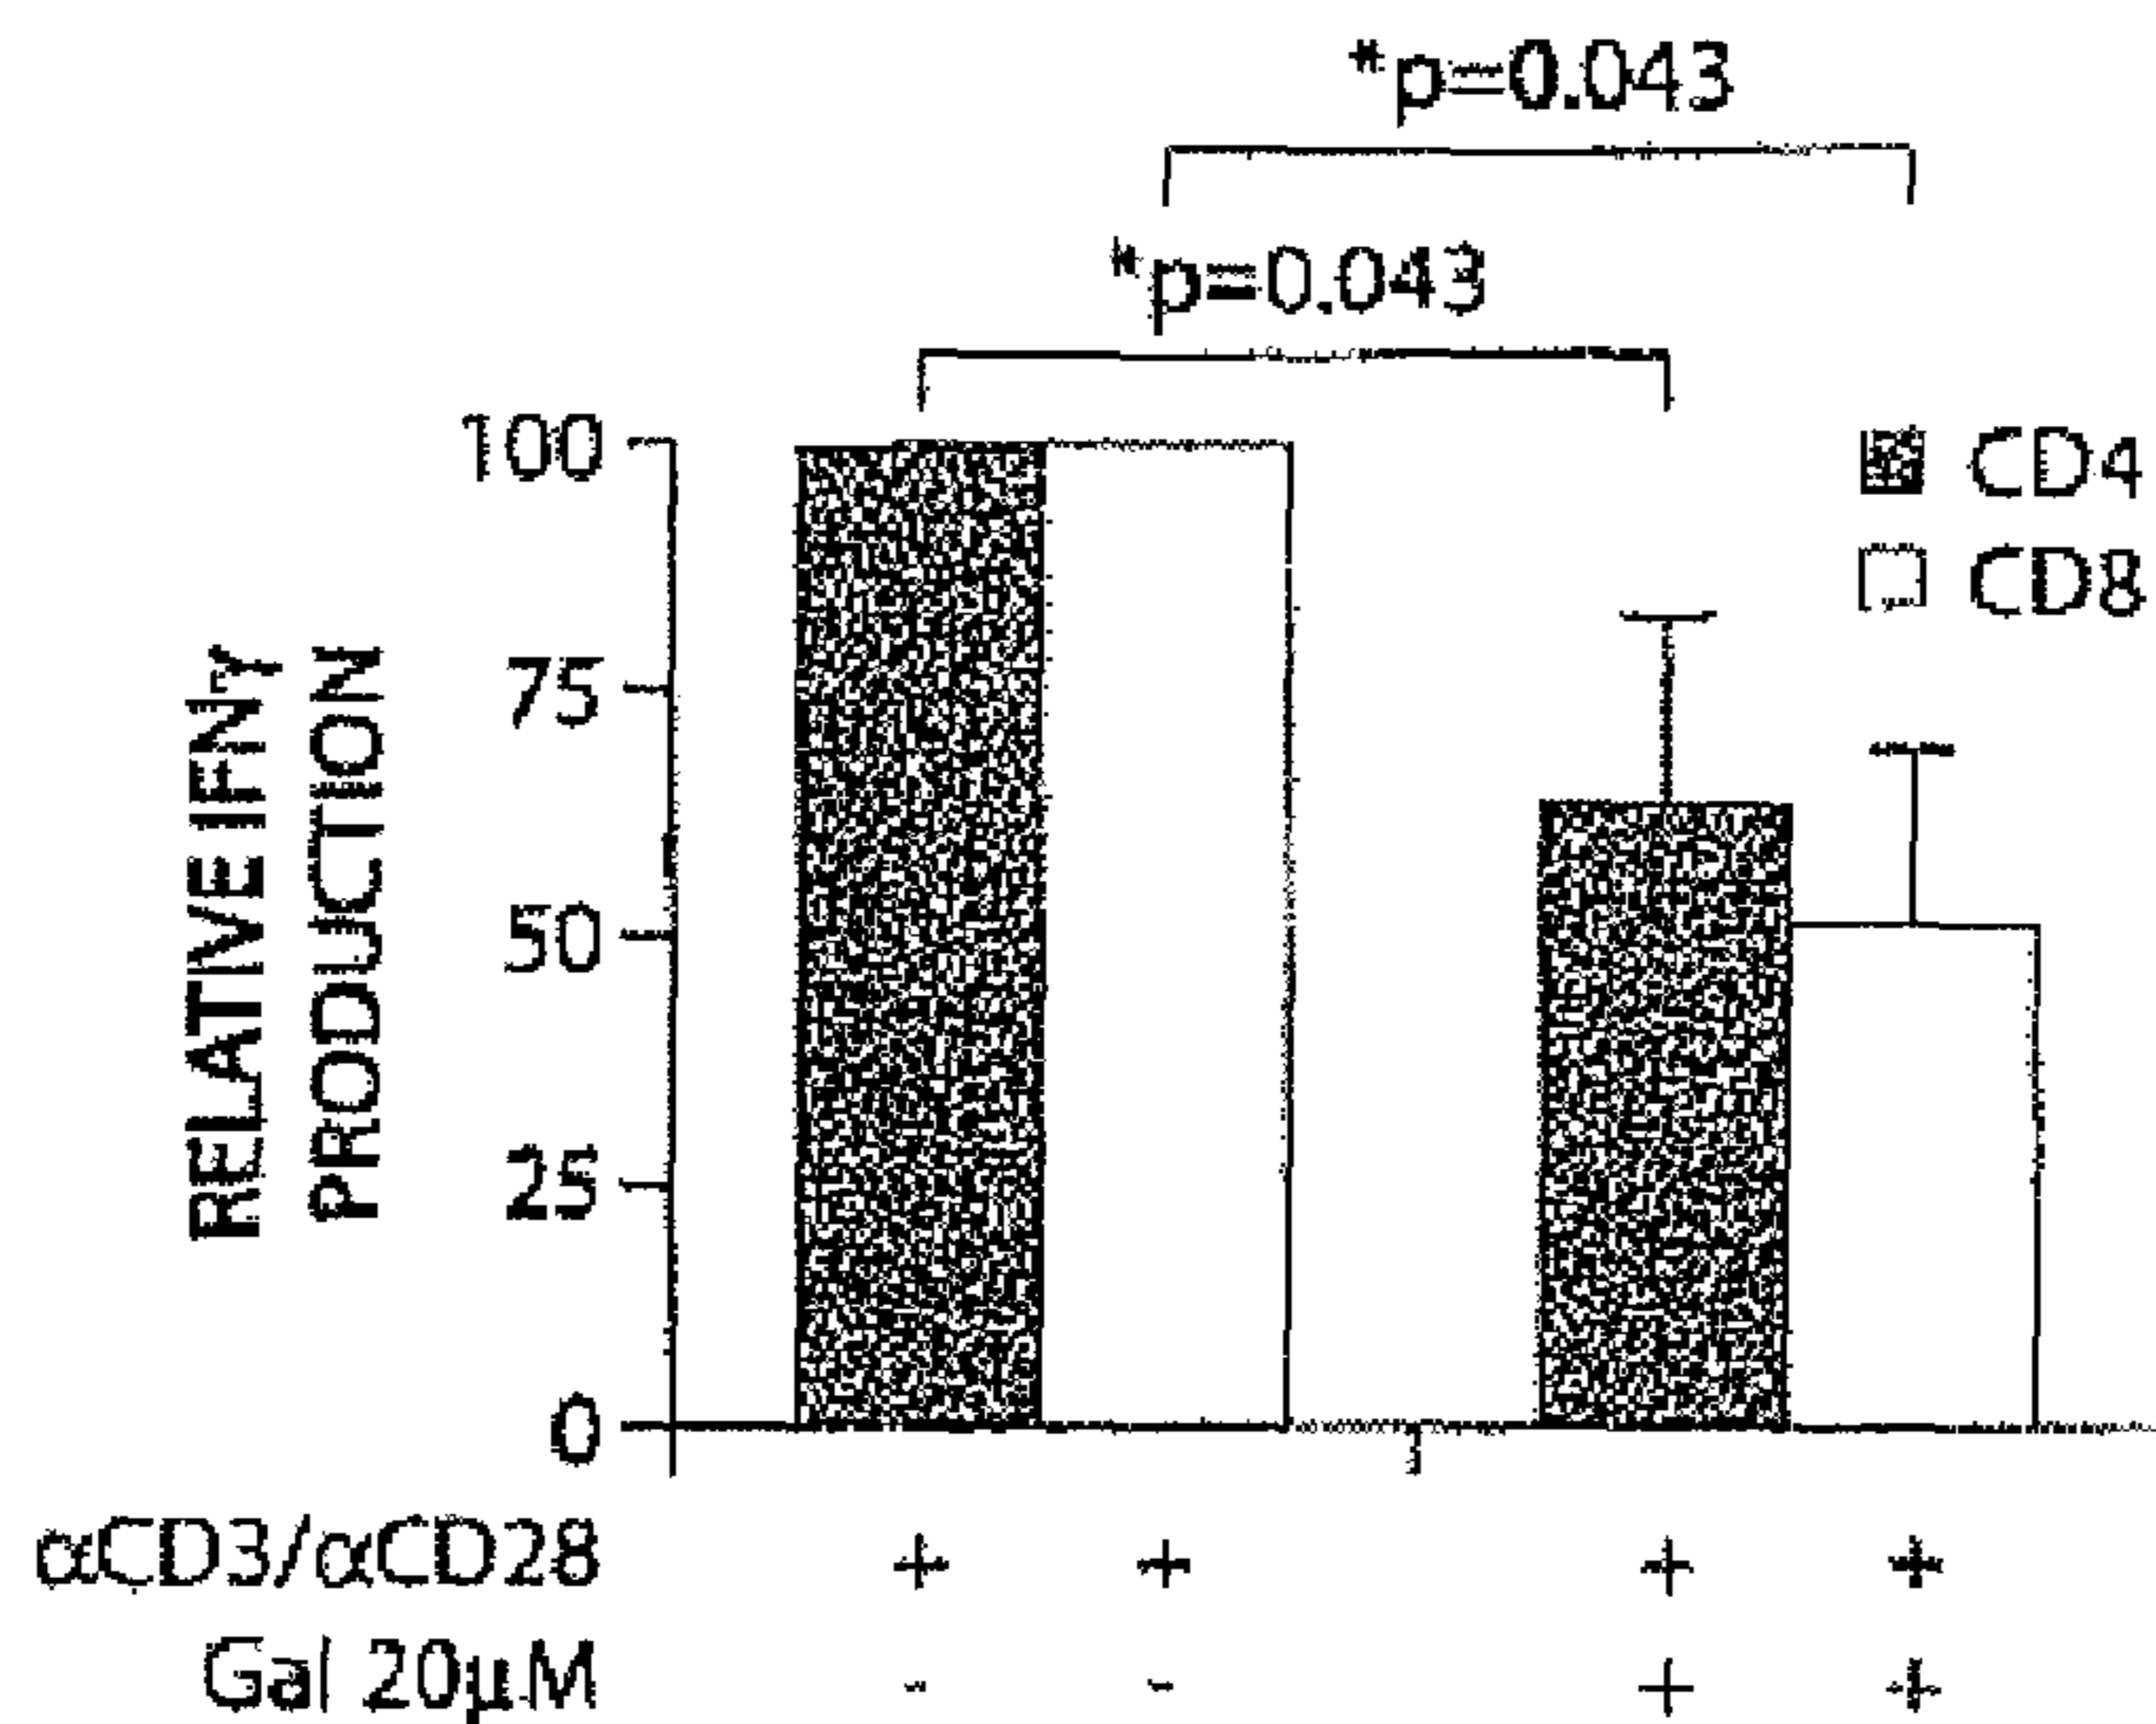 *p=0.043
*p=0.043
100
CD4
CD8
75
RELATIVE IFNγ
PRODUCTION
50
25
0
αCD3/αCD28 + + + +
Gal 20µM - - + +